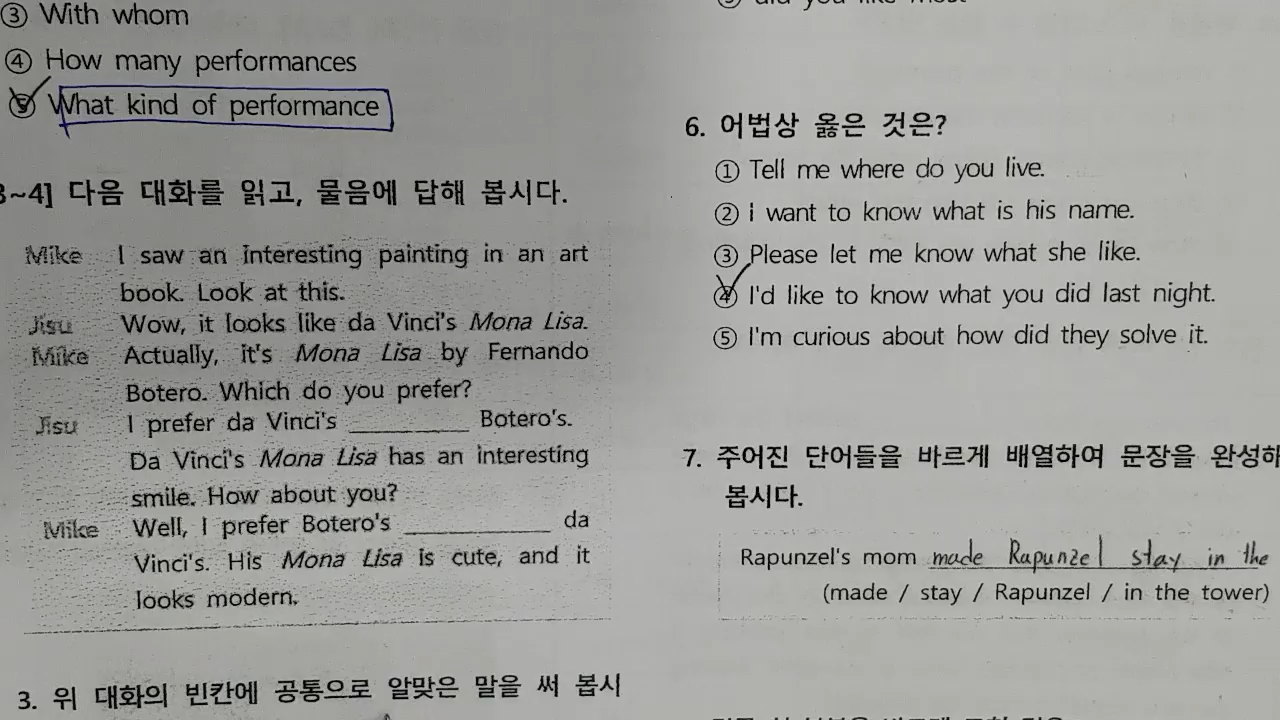 ③ With whom
④ How many performances
⑤ What kind of performance
3~4] 다음 대화를 읽고, 물음에 답해 봅시다.
Mike I saw an interesting painting in an art
book. Look at this.
Jisu Wow, it looks like da Vinci's Mona Lisa.
Mike Actually, it's Mona Lisa by Fernando
Botero. Which do you prefer?
Jisu I prefer da Vinci's ________ Botero's.
Da Vinci's Mona Lisa has an interesting
smile. How about you?
Mike Well, I prefer Botero's ________ da
Vinci's. His Mona Lisa is cute, and it
looks modern.
3. 위 대화의 빈칸에 공통으로 알맞은 말을 써 봅시
did you like most
6. 어법상 옳은 것은?
① Tell me where do you live.
② I want to know what is his name.
③ Please let me know what she like.
④ I'd like to know what you did last night.
⑤ I'm curious about how did they solve it.
7. 주어진 단어들을 바르게 배열하여 문장을 완성하
봅시다.
Rapunzel's mom made Rapunzel stay in the
(made / stay / Rapunzel / in the tower)